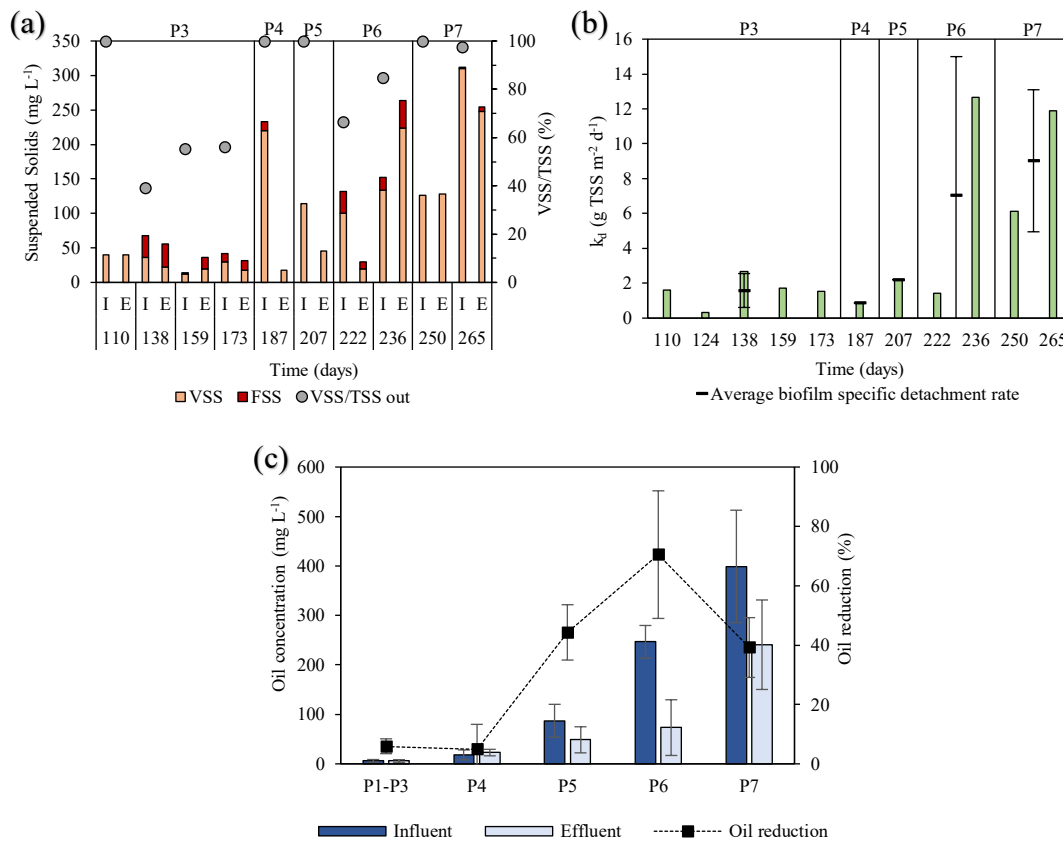 (a)
P3 P4 P5 P6 P7
350 300 250 200 150 100 50 0
Suspended Solids (mg L-1)
100 80 60 40 20 0
VSS/TSS (%)
I E I E I E I E I E I E I E I E I E I E
110 138 159 173 187 207 222 236 250 265
Time (days)
VSS FSS VSS/TSS out
(b)
P3 P4 P5 P6 P7
16 14 12 10 8 6 4 2 0
kd (g TSS m-2 d-1)
110 124 138 159 173 187 207 222 236 250 265
Time (days)
Average biofilm specific detachment rate
(c)
600 500 400 300 200 100 0
Oil concentration (mg L-1)
100 80 60 40 20 0
Oil reduction (%)
P1-P3 P4 P5 P6 P7
Influent Effluent Oil reduction